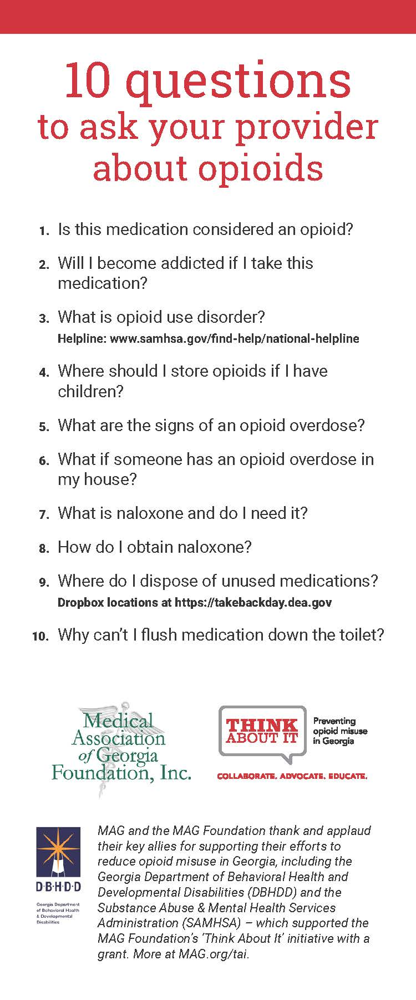 10 questions
to ask your provider
about opioids
1. Is this medication considered an opioid?
2. Will I become addicted if I take this
medication?
3. What is opioid use disorder?
Helpline: www.samhsa.gov/find-help/national-helpline
4. Where should I store opioids if I have
children?
5. What are the signs of an opioid overdose?
6. What if someone has an opioid overdose in
my house?
7. What is naloxone and do I need it?
8. How do I obtain naloxone?
9. Where do I dispose of unused medications?
Dropbox locations at https://takebackday.dea.gov
10. Why can't I flush medication down the toilet?
Medical
Association
of Georgia
Foundation, Inc.
THINK
ABOUT IT
Preventing
opioid misuse
in Georgia
COLLABORATE. ADVOCATE. EDUCATE.
D·B·H·D·D
Georgia Department
of Behavioral Health
& Developmental
Disabilities
MAG and the MAG Foundation thank and applaud
their key allies for supporting their efforts to
reduce opioid misuse in Georgia, including the
Georgia Department of Behavioral Health and
Developmental Disabilities (DBHDD) and the
Substance Abuse & Mental Health Services
Administration (SAMHSA) – which supported the
MAG Foundation's 'Think About It' initiative with a
grant. More at MAG.org/tai.